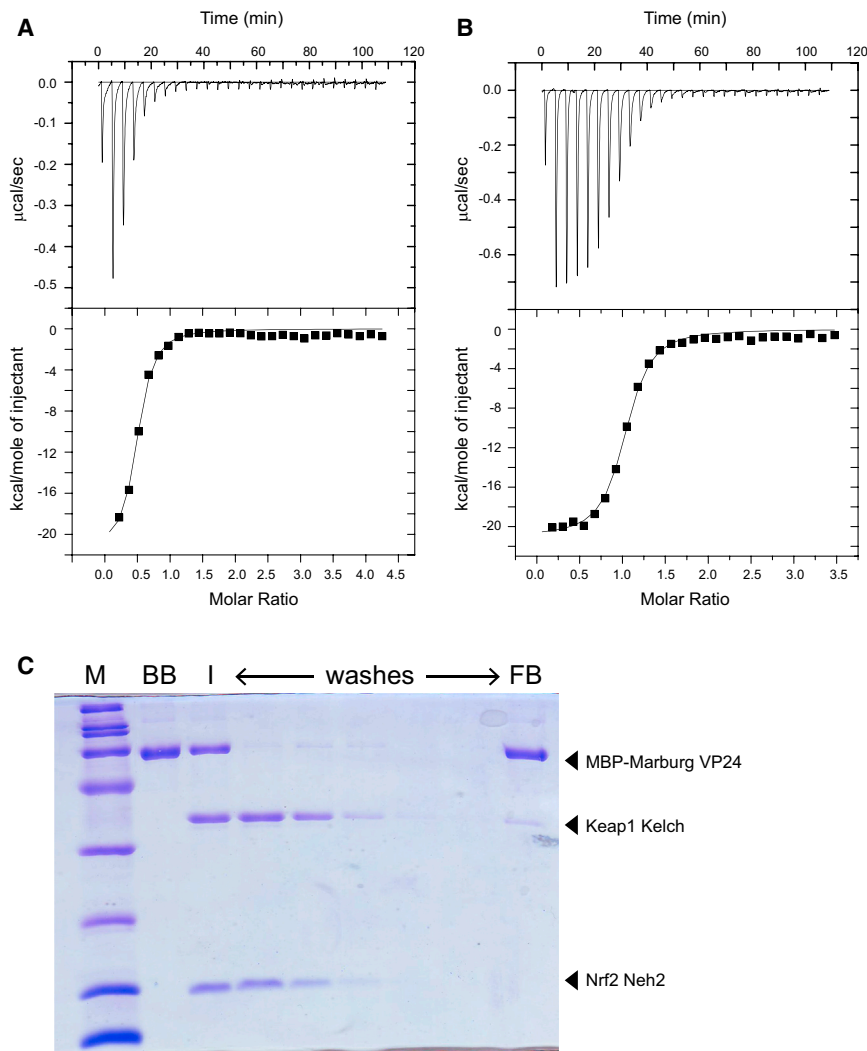 A
Time (min)
0 20 40 60 80 100 120
0.0
-0.1
-0.2
-0.3
-0.4
-0.5
µcal/sec
0
-4
-8
-12
-16
-20
kcal/mole of injectant
0.0 0.5 1.0 1.5 2.0 2.5 3.0 3.5 4.0 4.5
Molar Ratio
B
Time (min)
0 20 40 60 80 100 120
0.0
-0.2
-0.4
-0.6
µcal/sec
0
-4
-8
-12
-16
-20
kcal/mole of injectant
0.0 0.5 1.0 1.5 2.0 2.5 3.0 3.5
Molar Ratio
C
M BB I washes FB
MBP-Marburg VP24
Keap1 Kelch
Nrf2 Neh2